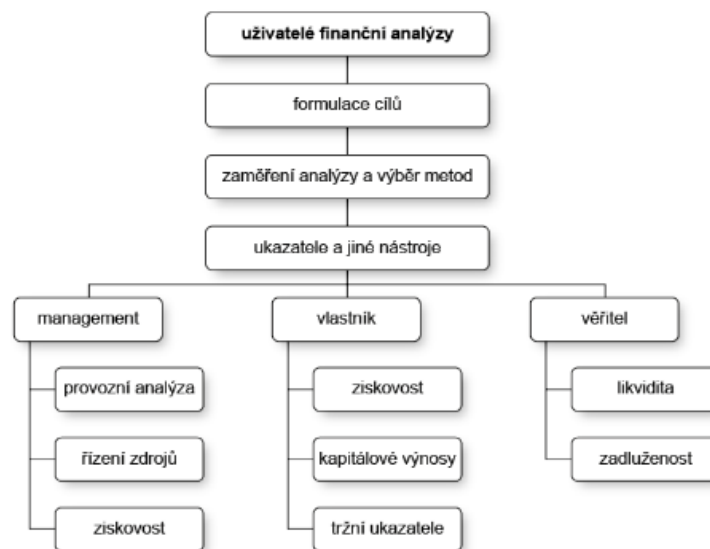 uživatelé finanční analýzy
formulace cílů
zaměření analýzy a výběr metod
ukazatele a jiné nástroje
management
vlastník
věřitel
provozní analýza
ziskovost
likvidita
řízení zdrojů
kapitálové výnosy
zadluženost
ziskovost
tržní ukazatele